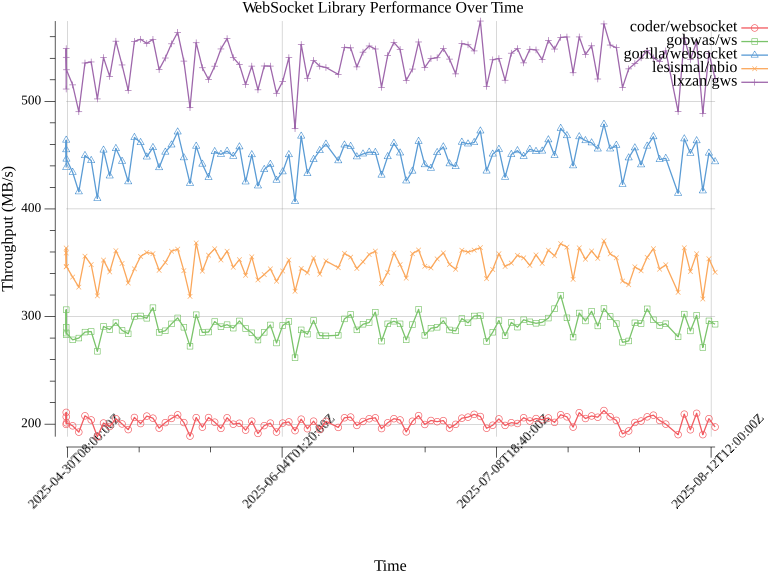 WebSocket Library Performance Over Time
coder/websocket
gobwas/ws
gorilla/websocket
lesismal/nbio
lxzan/gws
Throughput (MB/s)
500
400
300
200
2025-04-30T08:00:00Z
2025-06-04T01:20:00Z
2025-07-08T18:40:00Z
2025-08-12T12:00:00Z
Time